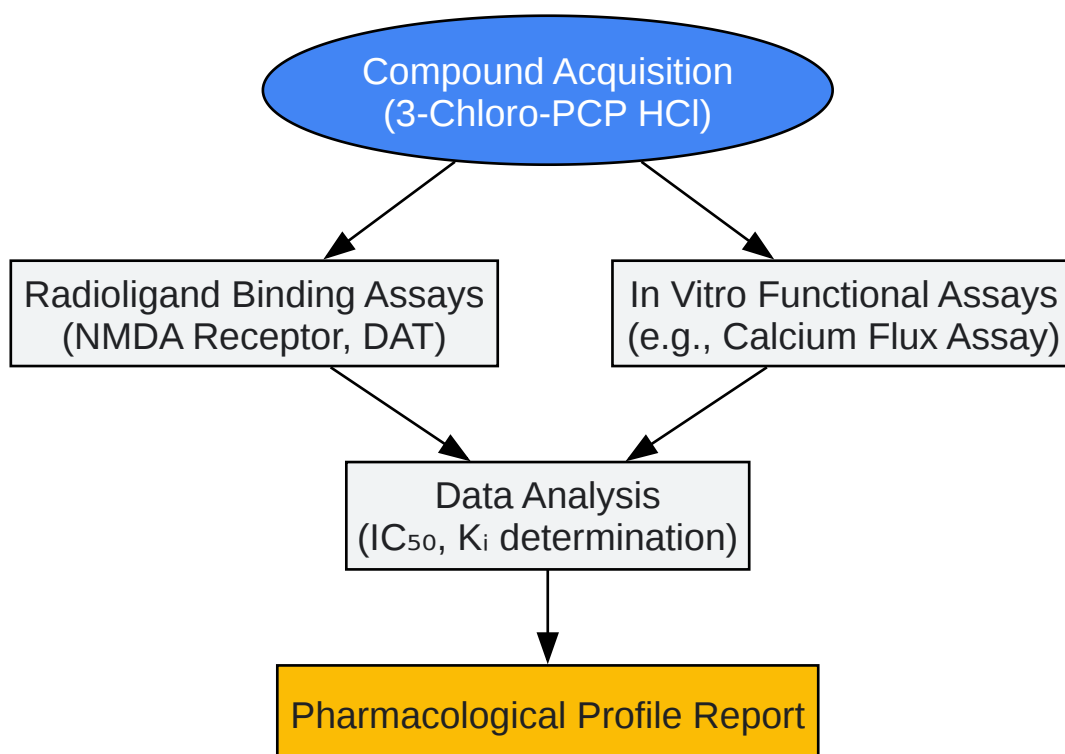 Compound Acquisition
(3-Chloro-PCP HCl)
Radioligand Binding Assays
(NMDA Receptor, DAT)
In Vitro Functional Assays
(e.g., Calcium Flux Assay)
Data Analysis
(IC₅₀, Kᵢ determination)
Pharmacological Profile Report